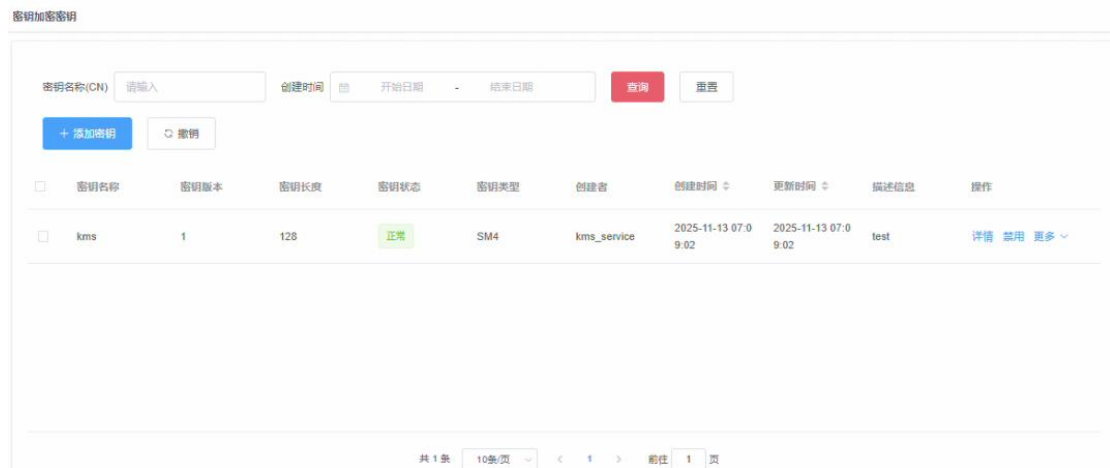 密钥加密密钥
密钥名称(CN) 请输入 创建时间 开始日期 - 结束日期 查询 重置
+ 添加密钥 撤销
密钥名称 密钥版本 密钥长度 密钥状态 密钥类型 创建者 创建时间 更新时间 描述信息 操作
kms 1 128 正常 SM4 kms_service 2025-11-13 07:0 2025-11-13 07:0 test 详情 禁用 更多
9:02 9:02
共 1 条 10条/页 < 1 > 前往 1 页